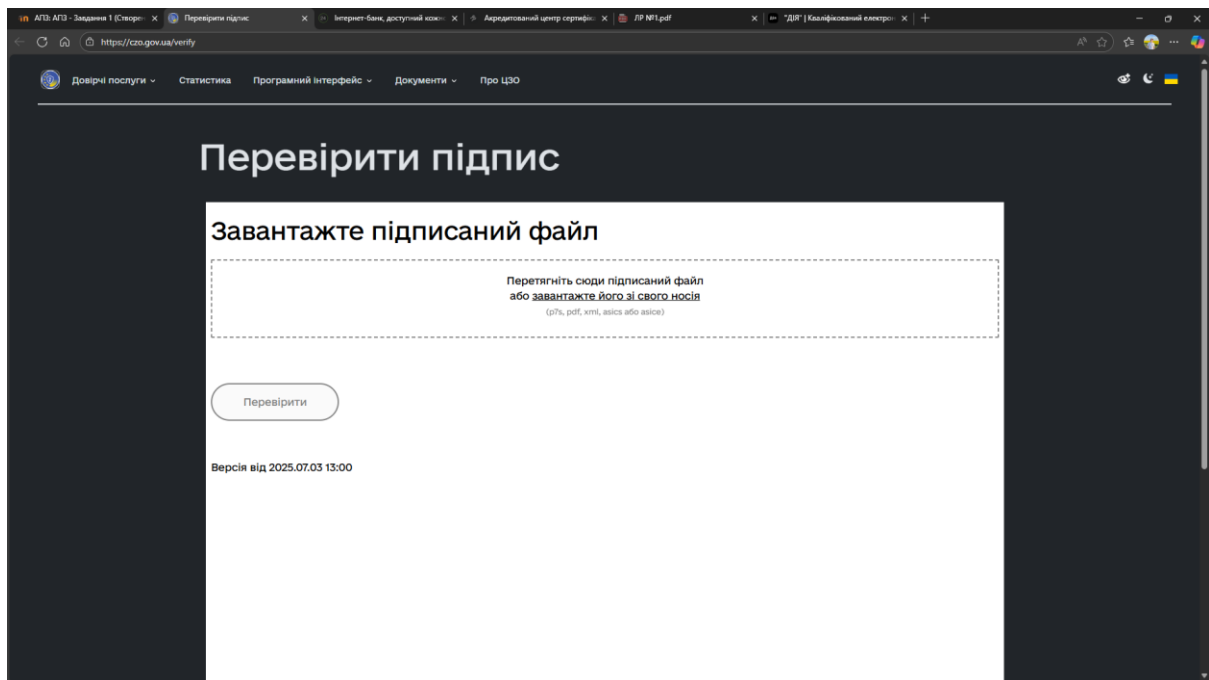 АПЗ: АПЗ - Завдання 1 (Створен
Перевірити підпис
Інтернет-банк, доступний кожн
Акредитований центр сертифік
ЛР №1.pdf
"ДІЯ" | Кваліфікований електрон
https://czo.gov.ua/verify
Довірчі послуги
Статистика
Програмний інтерфейс
Документи
Про ЦЗО
Перевірити підпис
Завантажте підписаний файл
Перетягніть сюди підписаний файл
або завантажте його зі свого носія
(p7s, pdf, xml, asics або asice)
Перевірити
Версія від 2025.07.03 13:00